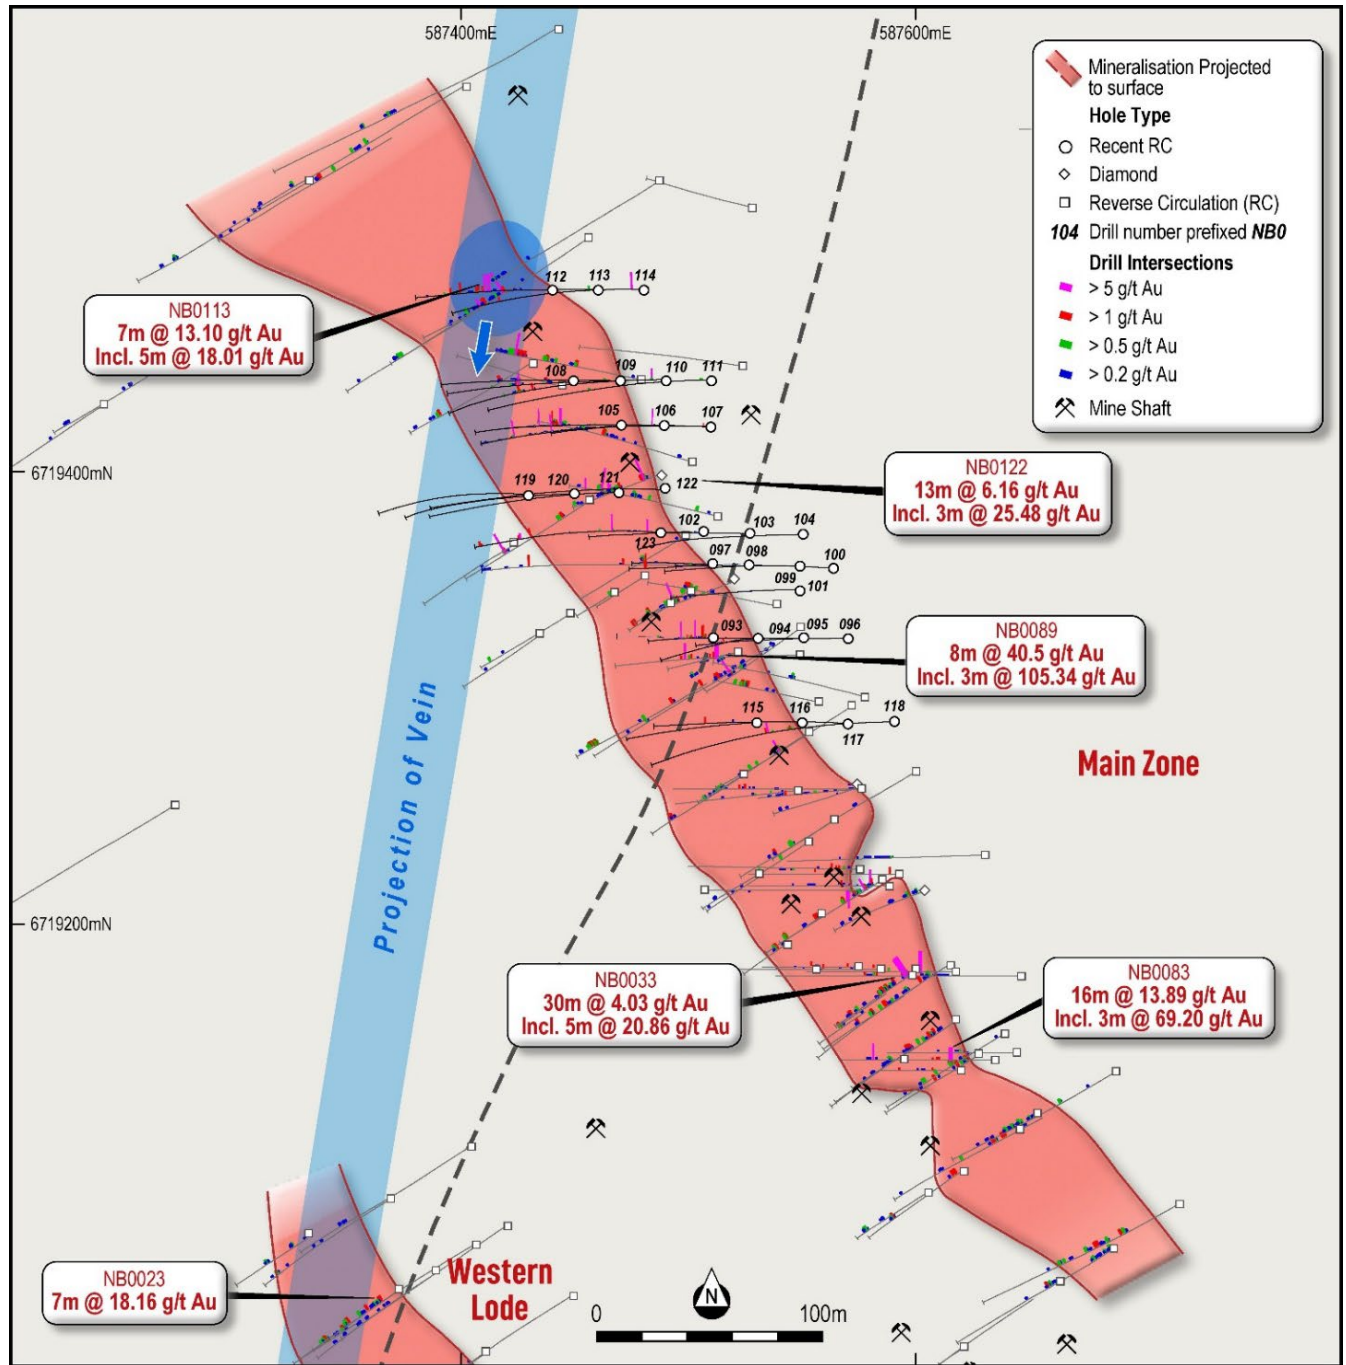 587400mE
587600mE
Mineralisation Projected
to surface
Hole Type
Recent RC
Diamond
Reverse Circulation (RC)
104 Drill number prefixed NB0
Drill Intersections
> 5 g/t Au
> 1 g/t Au
> 0.5 g/t Au
> 0.2 g/t Au
Mine Shaft
112 113 114
NB0113
7m @ 13.10 g/t Au
Incl. 5m @ 18.01 g/t Au
108 109 110 111
105 106 107
6719400mN
NB0122
13m @ 6.16 g/t Au
Incl. 3m @ 25.48 g/t Au
119 120 121 122
123 102 103 104
097 098 100
099
101
093 094 095 096
NB0089
8m @ 40.5 g/t Au
Incl. 3m @ 105.34 g/t Au
115 116 118
117
Projection of Vein
Main Zone
6719200mN
NB0033
30m @ 4.03 g/t Au
Incl. 5m @ 20.86 g/t Au
NB0083
16m @ 13.89 g/t Au
Incl. 3m @ 69.20 g/t Au
NB0023
7m @ 18.16 g/t Au
Western
Lode
N
0 100m